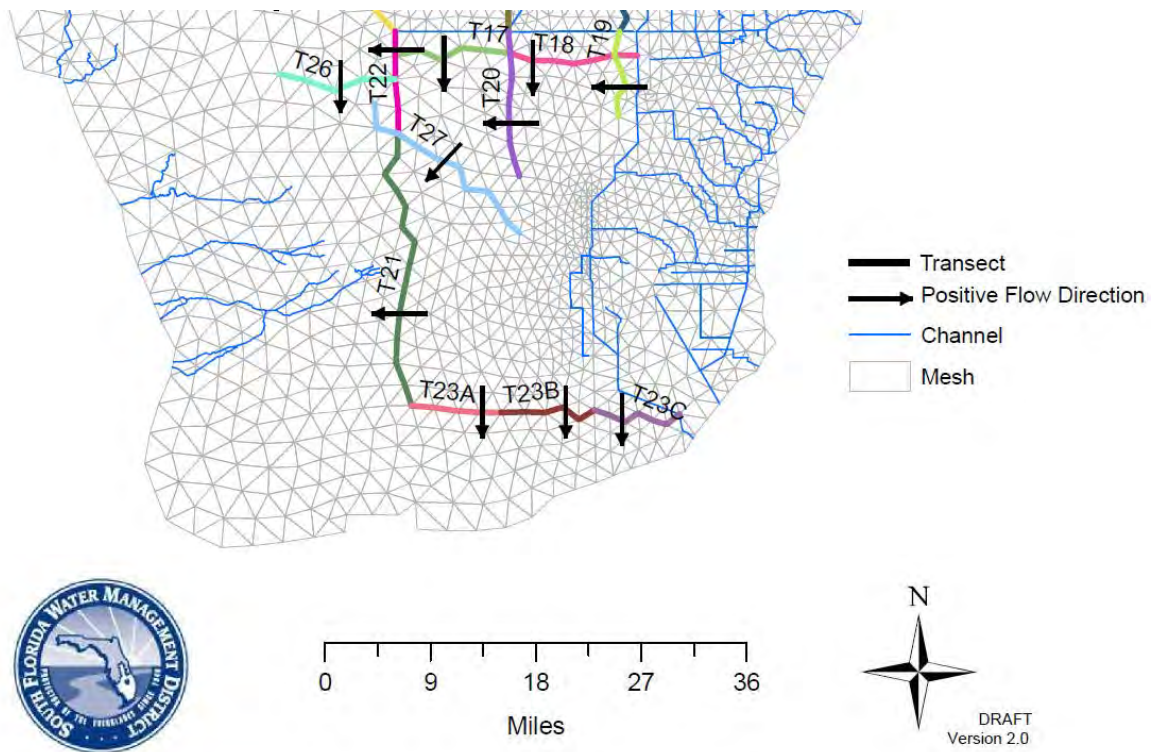 T17
T18
T19
T26
T22
T20
T27
T21
T23A
T23B
T23C
Transect
Positive Flow Direction
Channel
Mesh
SOUTH FLORIDA WATER MANAGEMENT DISTRICT
0 9 18 27 36
Miles
N
DRAFT
Version 2.0